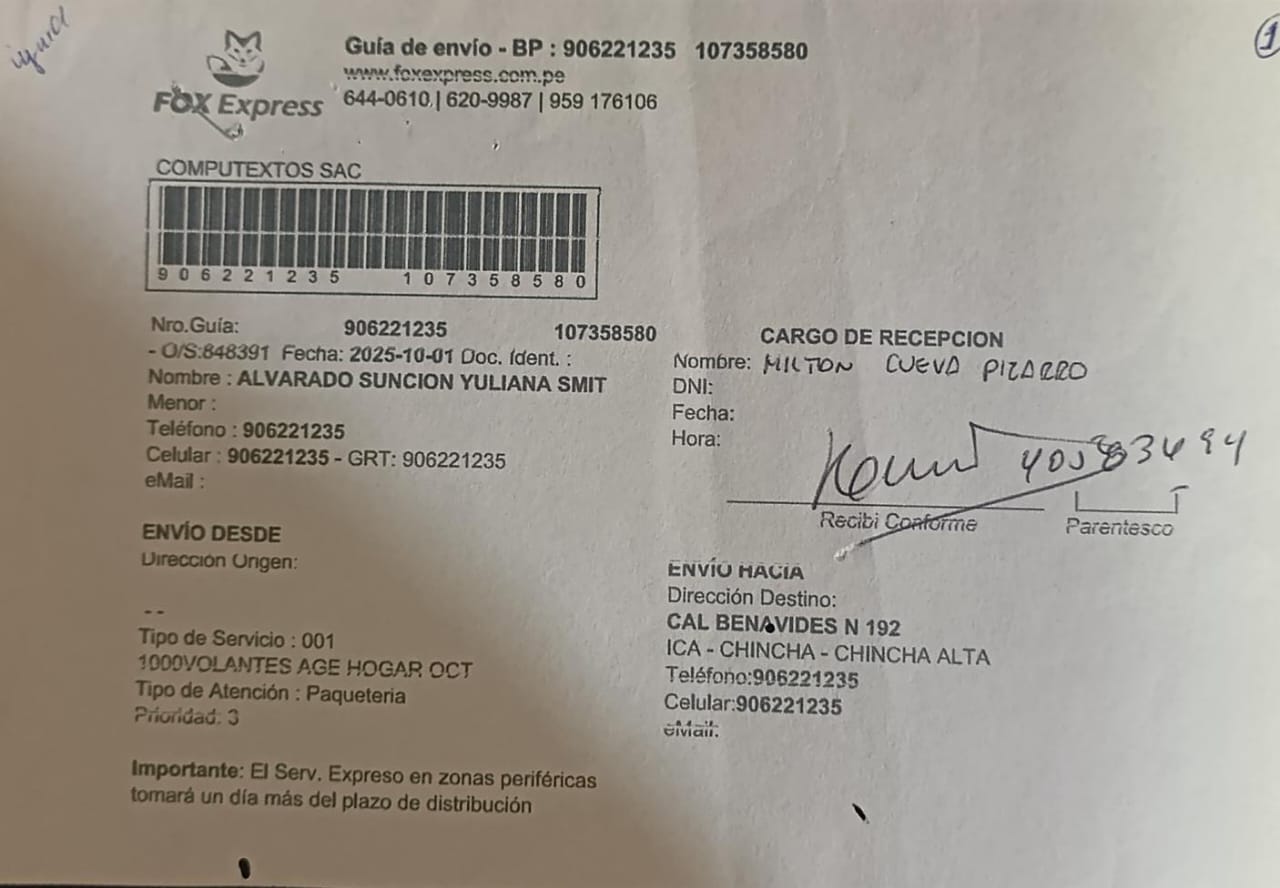 1
FOX Express
Guía de envío - BP : 906221235 107358580
www.foxexpress.com.pe
644-0610 | 620-9987 | 959 176106
COMPUTEXTOS SAC
906221235 107358580
Nro.Guía: 906221235 107358580
- O/S:848391 Fecha: 2025-10-01 Doc. Ident. :
Nombre : ALVARADO SUNCION YULIANA SMIT
Menor :
Teléfono : 906221235
Celular : 906221235 - GRT: 906221235
eMail :
CARGO DE RECEPCION
Nombre: MILTON CUEVA PIZARRO
DNI:
Fecha:
Hora:
Recibi Conforme
Parentesco
ENVÍO DESDE
Dirección Origen:
--
Tipo de Servicio : 001
1000VOLANTES AGE HOGAR OCT
Tipo de Atención : Paqueteria
Prioridad: 3
ENVÍO HACIA
Dirección Destino:
CAL BENAVIDES N 192
ICA - CHINCHA - CHINCHA ALTA
Teléfono:906221235
Celular:906221235
eMail:
Importante: El Serv. Expreso en zonas periféricas
tomará un día más del plazo de distribución